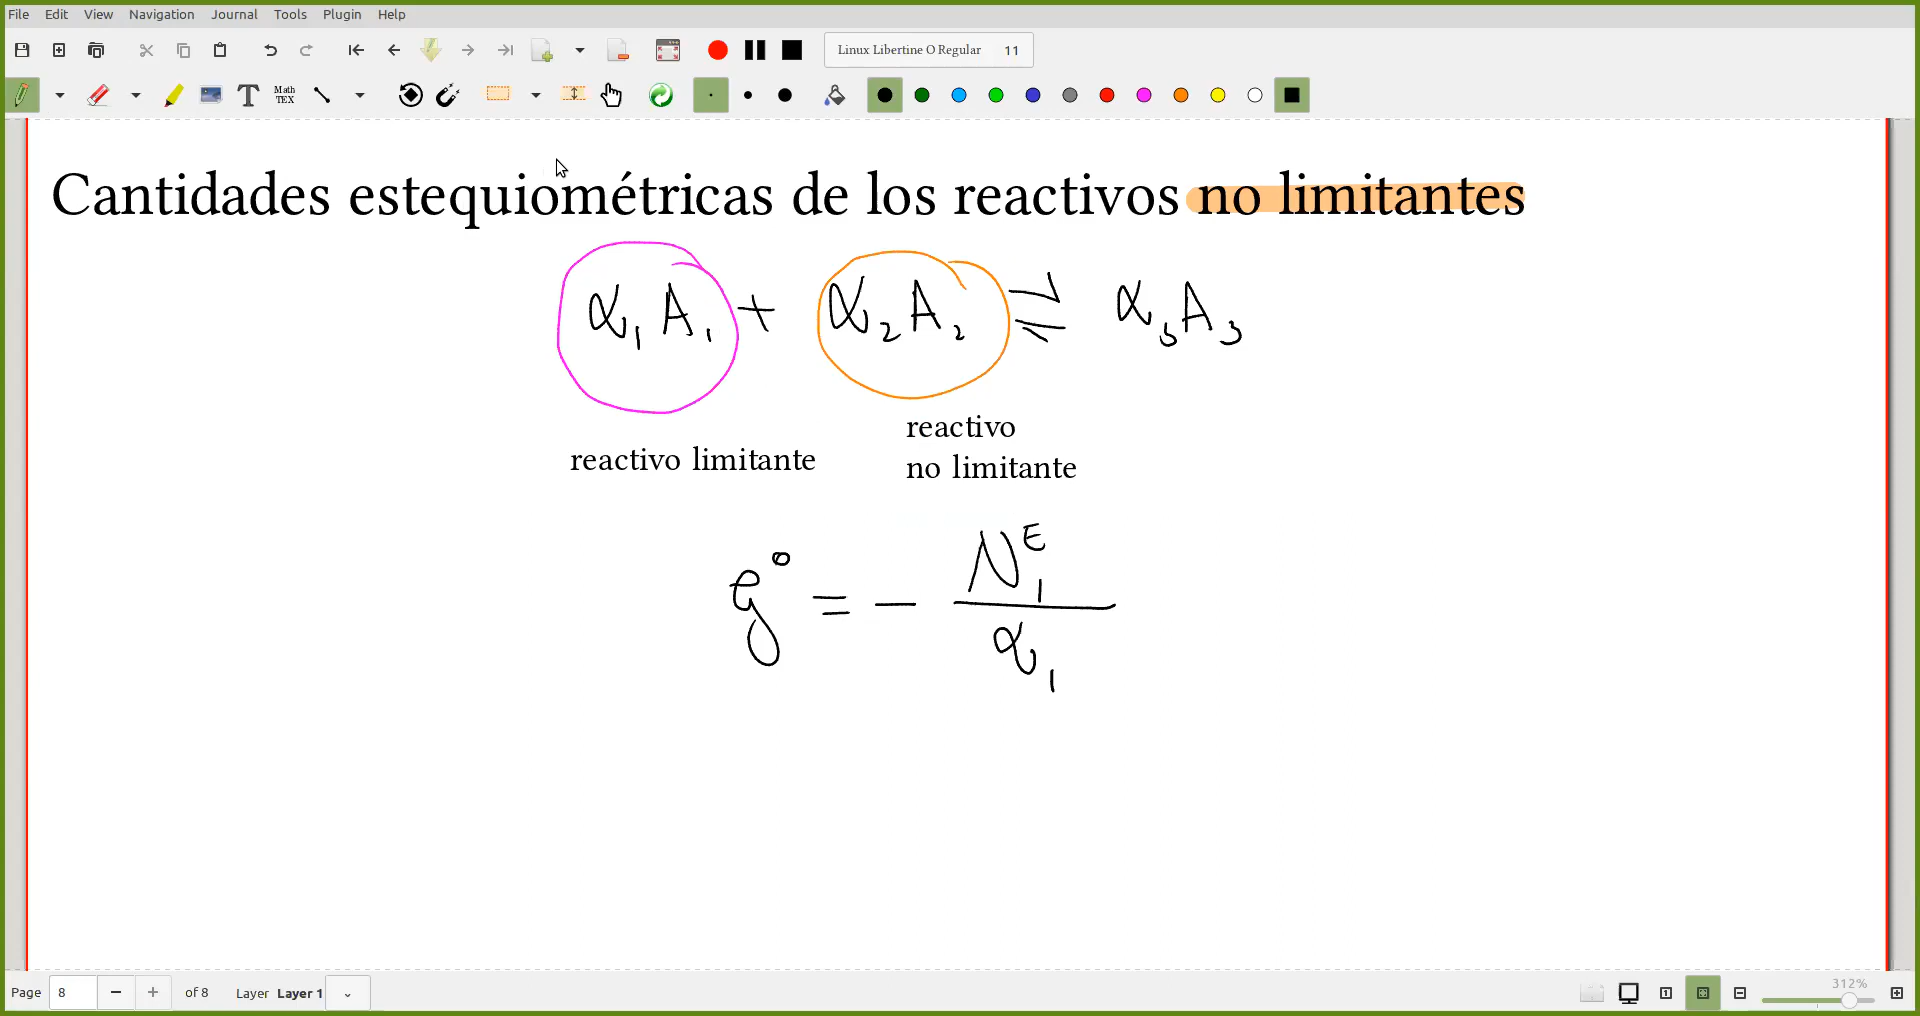 File Edit View Navigation Journal Tools Plugin Help
Linux Libertine O Regular 11
T Math TEX
Cantidades estequiométricas de los reactivos no limitantes
α₁A₁ + α₂A₂ ⇌ α₃A₃
reactivo limitante
reactivo
no limitante
ξ° = - N₁ᴱ / α₁
312%
Page 8 of 8 Layer Layer 1